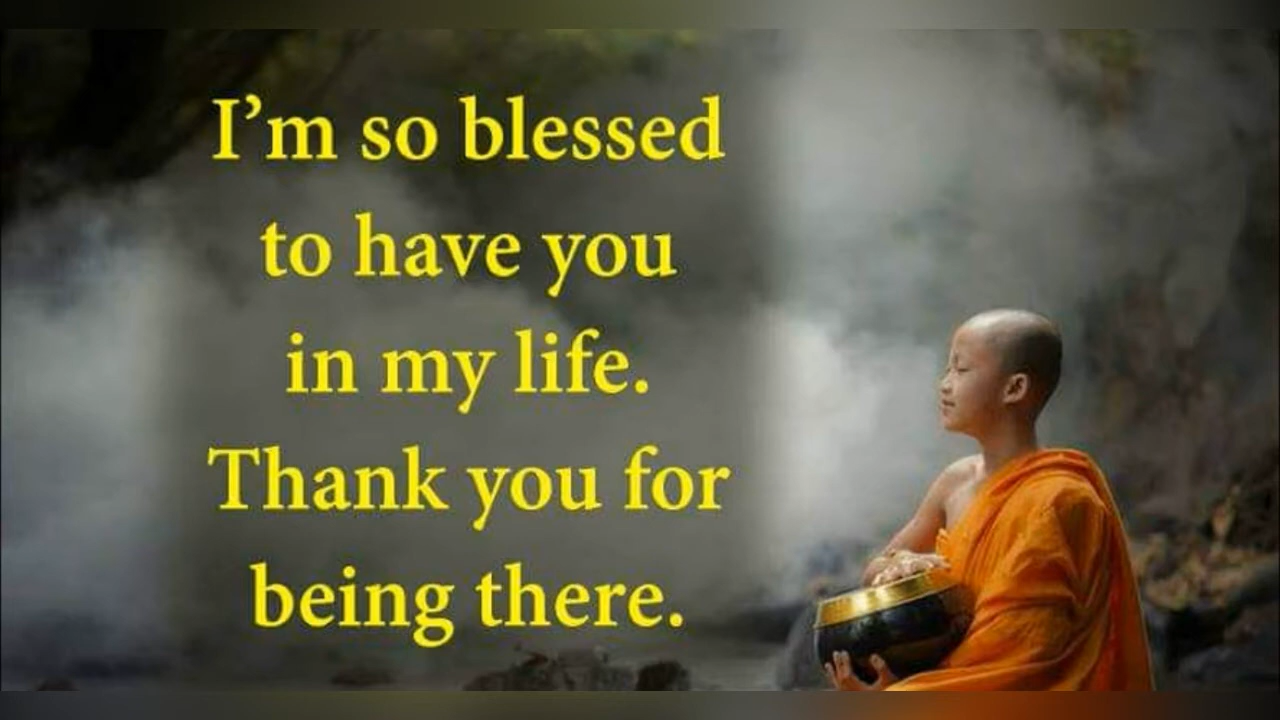 I’m so blessed
to have you
in my life.
Thank you for
being there.